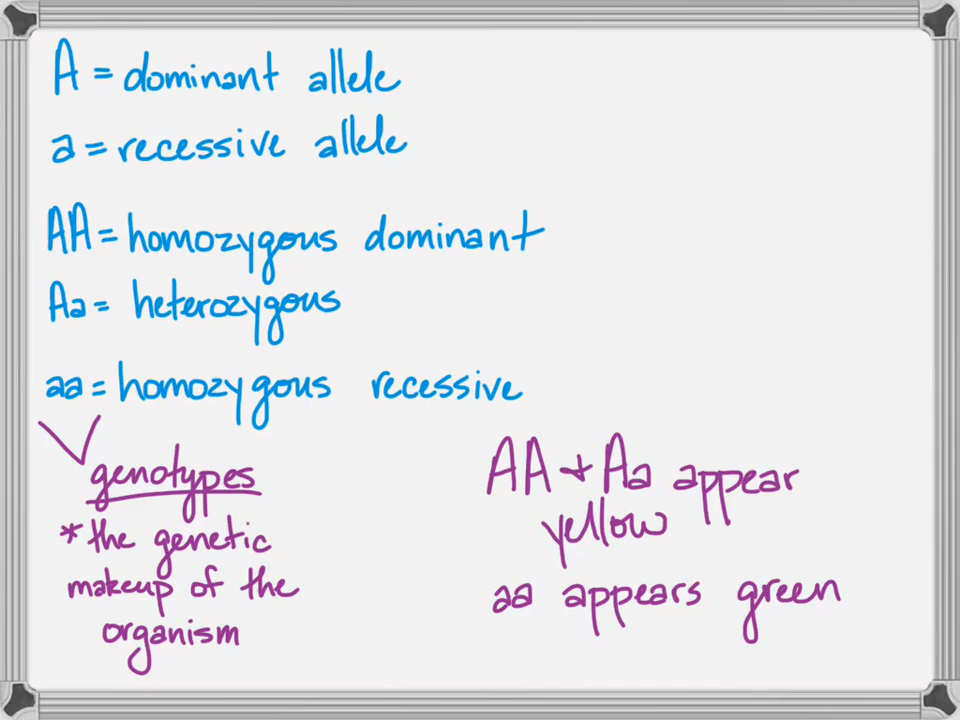 A = dominant allele
a = recessive allele
AA = homozygous dominant
Aa = heterozygous
aa = homozygous recessive
genotypes
* the genetic
makeup of the
organism
AA + Aa appear
yellow
aa appears green